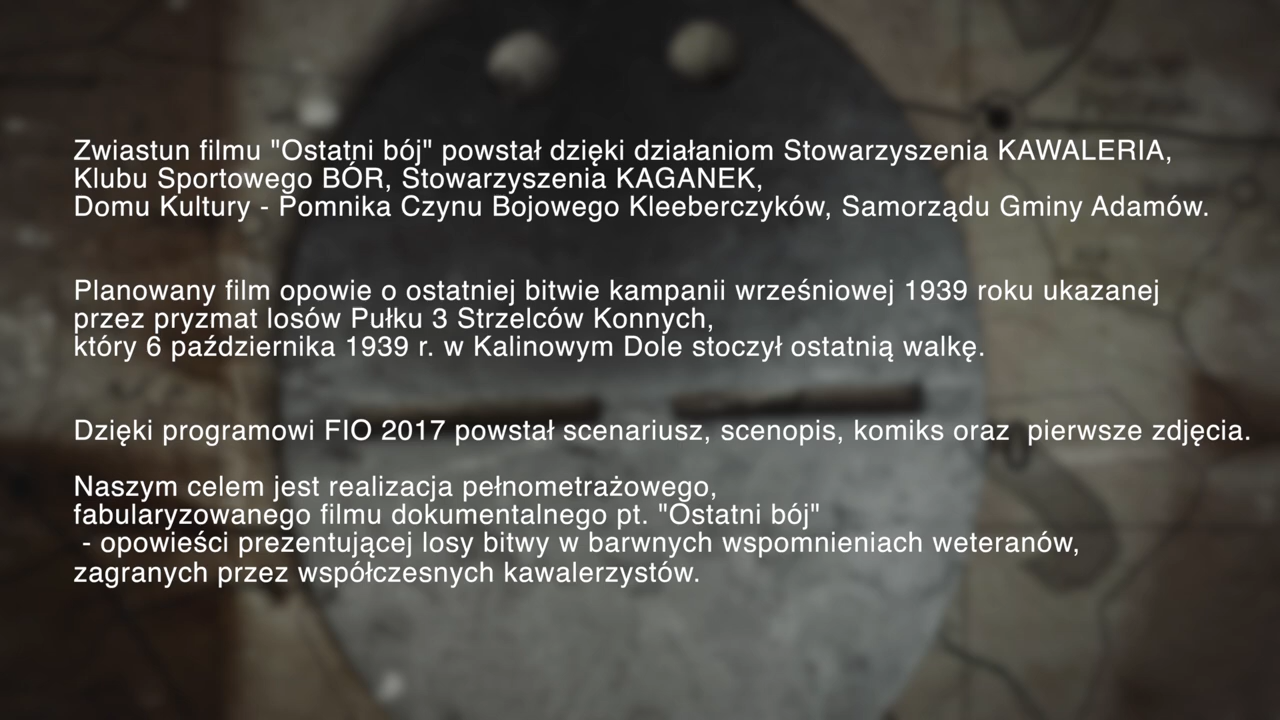 Zwiastun filmu "Ostatni bój" powstał dzięki działaniom Stowarzyszenia KAWALERIA,
Klubu Sportowego BÓR, Stowarzyszenia KAGANEK,
Domu Kultury - Pomnika Czynu Bojowego Kleeberczyków, Samorządu Gminy Adamów.
Planowany film opowie o ostatniej bitwie kampanii wrześniowej 1939 roku ukazanej
przez pryzmat losów Pułku 3 Strzelców Konnych,
który 6 października 1939 r. w Kalinowym Dole stoczył ostatnią walkę.
Dzięki programowi FIO 2017 powstał scenariusz, scenopis, komiks oraz  pierwsze zdjęcia.
Naszym celem jest realizacja pełnometrażowego,
fabularyzowanego filmu dokumentalnego pt. "Ostatni bój"
- opowieści prezentującej losy bitwy w barwnych wspomnieniach weteranów,
zagranych przez współczesnych kawalerzystów.